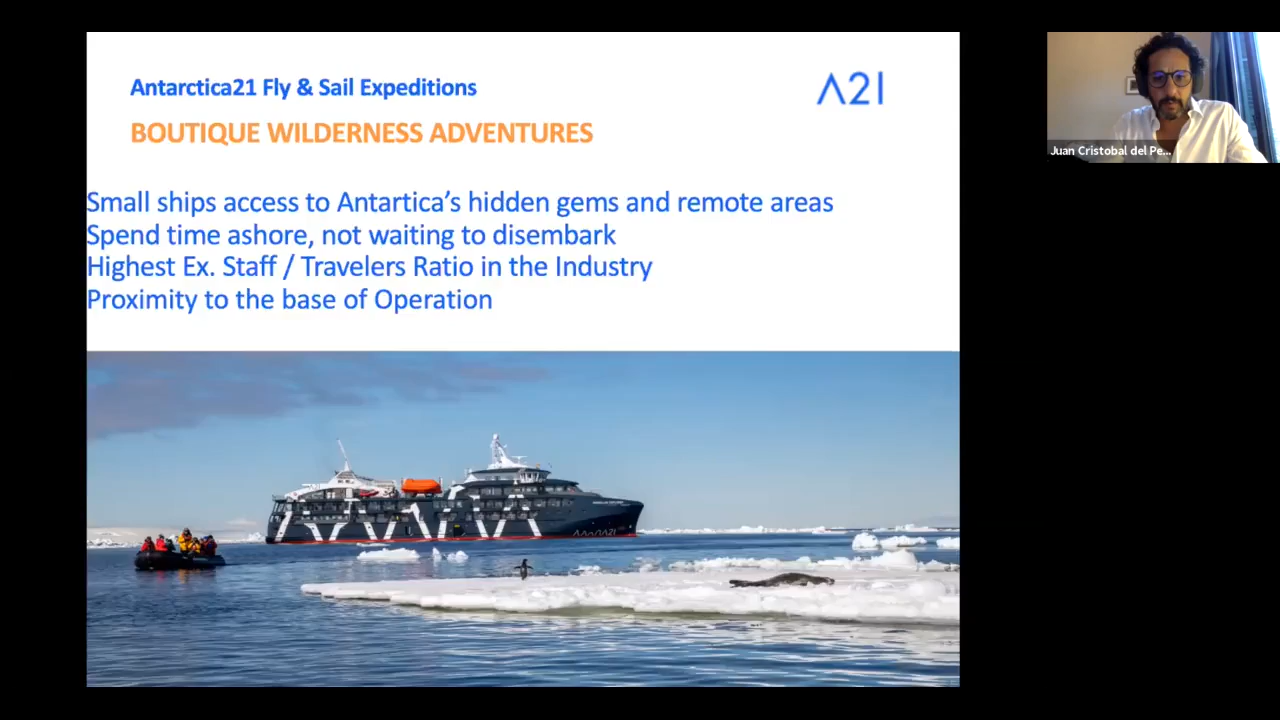 Antarctica21 Fly & Sail Expeditions
A21
BOUTIQUE WILDERNESS ADVENTURES
Small ships access to Antartica's hidden gems and remote areas
Spend time ashore, not waiting to disembark
Highest Ex. Staff / Travelers Ratio in the Industry
Proximity to the base of Operation
Juan Cristobal del Pe...